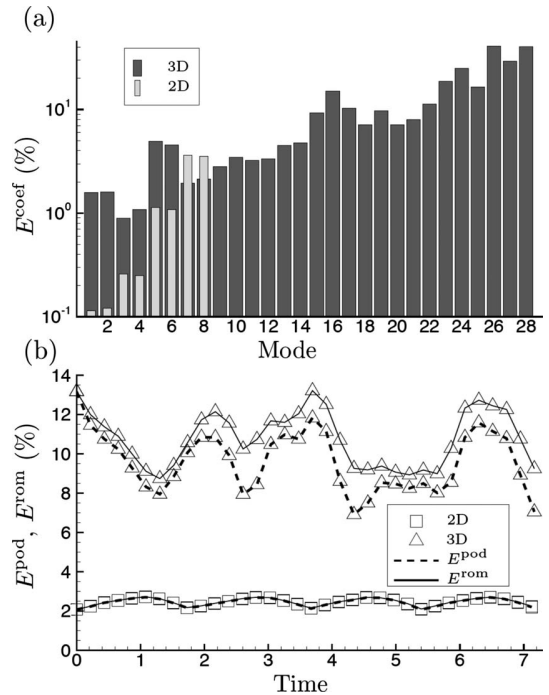 (a)
3D
2D
E^coef (%)
10^1
10^0
10^-1
2 4 6 8 10 12 14 16 18 20 22 24 26 28
Mode
(b)
E^pod, E^rom (%)
14
12
10
8
6
4
2
0
2D
3D
E^pod
E^rom
0 1 2 3 4 5 6 7
Time